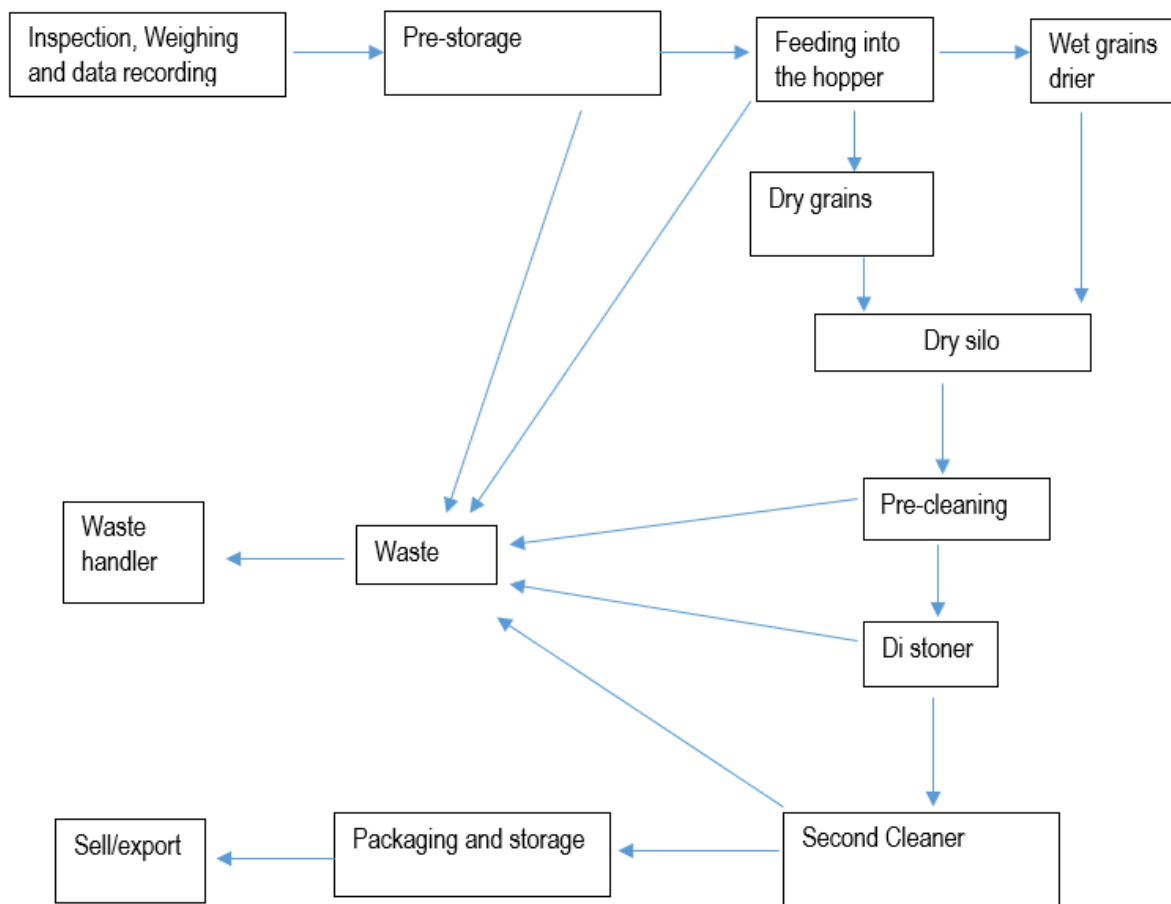 Inspection, Weighing
and data recording
Pre-storage
Feeding into
the hopper
Wet grains
drier
Dry grains
Dry silo
Pre-cleaning
Waste
handler
Waste
Di stoner
Sell/export
Packaging and storage
Second Cleaner